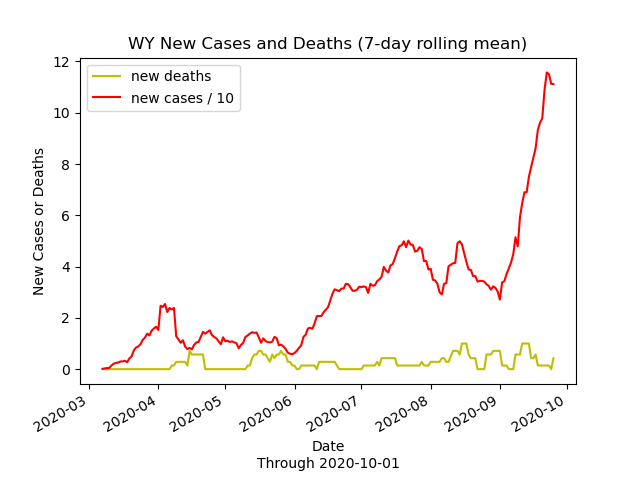 WY New Cases and Deaths (7-day rolling mean)
new deaths
new cases / 10
New Cases or Deaths
12
10
8
6
4
2
0
2020-03
2020-04
2020-05
2020-06
2020-07
2020-08
2020-09
2020-10
Date
Through 2020-10-01